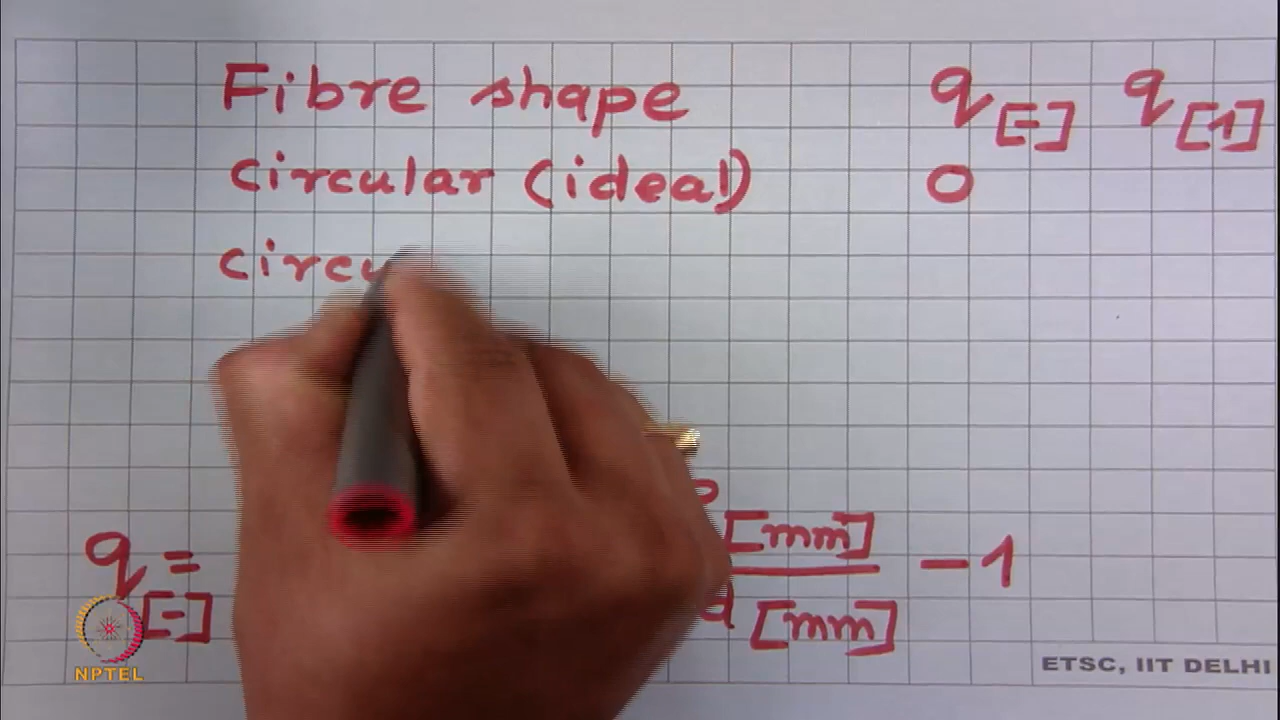 Fibre shape q[-] q[1]
Circular (ideal) 0
circu
q[-] = p[mm] / d[mm] - 1
NPTEL
ETSC, IIT DELHI